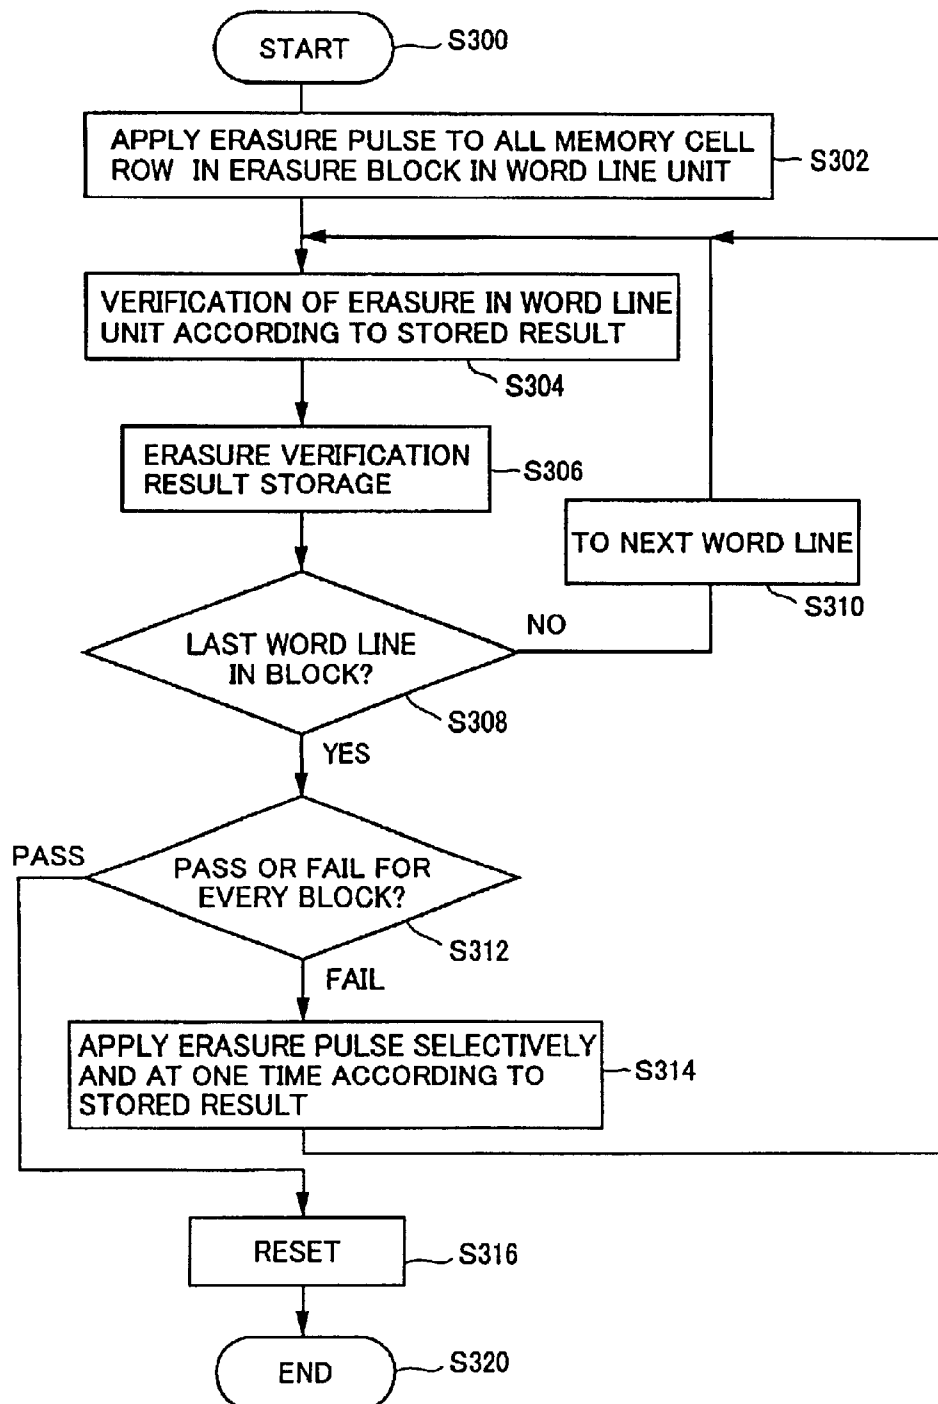 START
S300
APPLY ERASURE PULSE TO ALL MEMORY CELL
ROW IN ERASURE BLOCK IN WORD LINE UNIT
S302
VERIFICATION OF ERASURE IN WORD LINE
UNIT ACCORDING TO STORED RESULT
S304
ERASURE VERIFICATION
RESULT STORAGE
S306
TO NEXT WORD LINE
S310
NO
LAST WORD LINE
IN BLOCK?
S308
YES
PASS
PASS OR FAIL FOR
EVERY BLOCK?
S312
FAIL
APPLY ERASURE PULSE SELECTIVELY
AND AT ONE TIME ACCORDING TO
STORED RESULT
S314
RESET
S316
END
S320